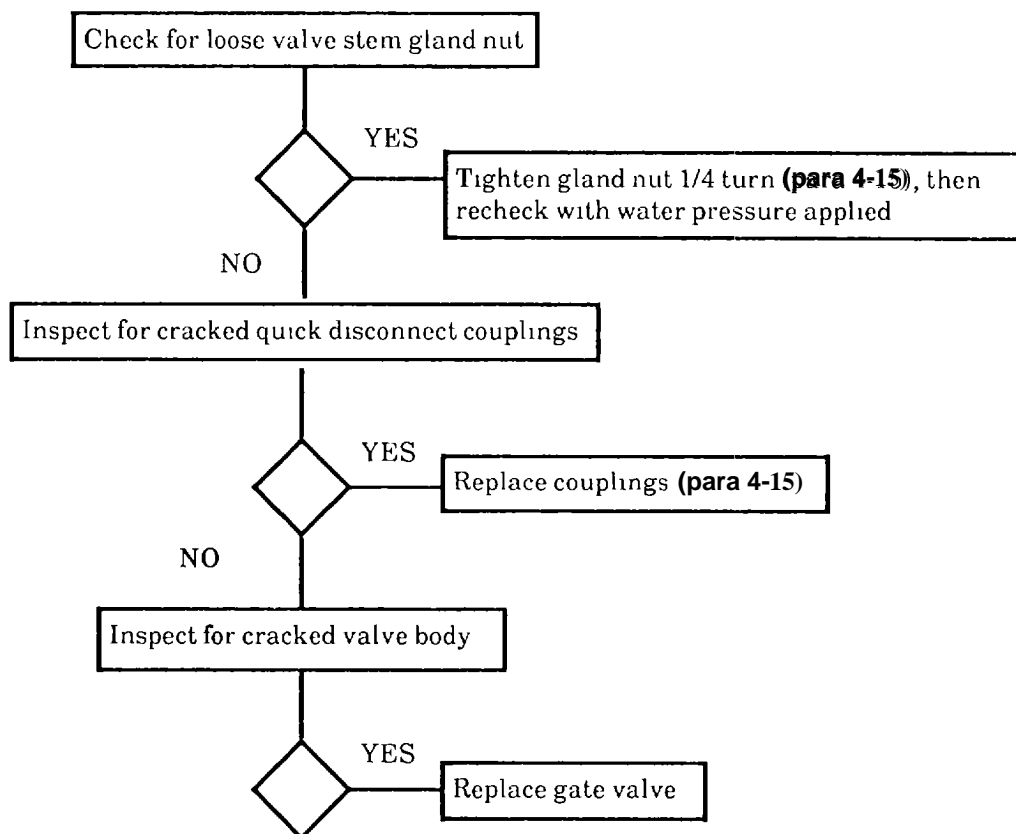 Check for loose valve stem gland nut
YES
Tighten gland nut 1/4 turn (para 4-15), then
recheck with water pressure applied
NO
Inspect for cracked quick disconnect couplings
YES
Replace couplings (para 4-15)
NO
Inspect for cracked valve body
YES
Replace gate valve